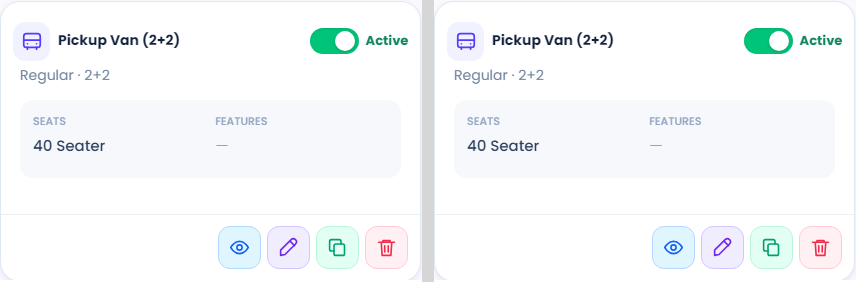 Pickup Van (2+2) Active
Regular · 2+2
SEATS FEATURES
40 Seater —
Pickup Van (2+2) Active
Regular · 2+2
SEATS FEATURES
40 Seater —